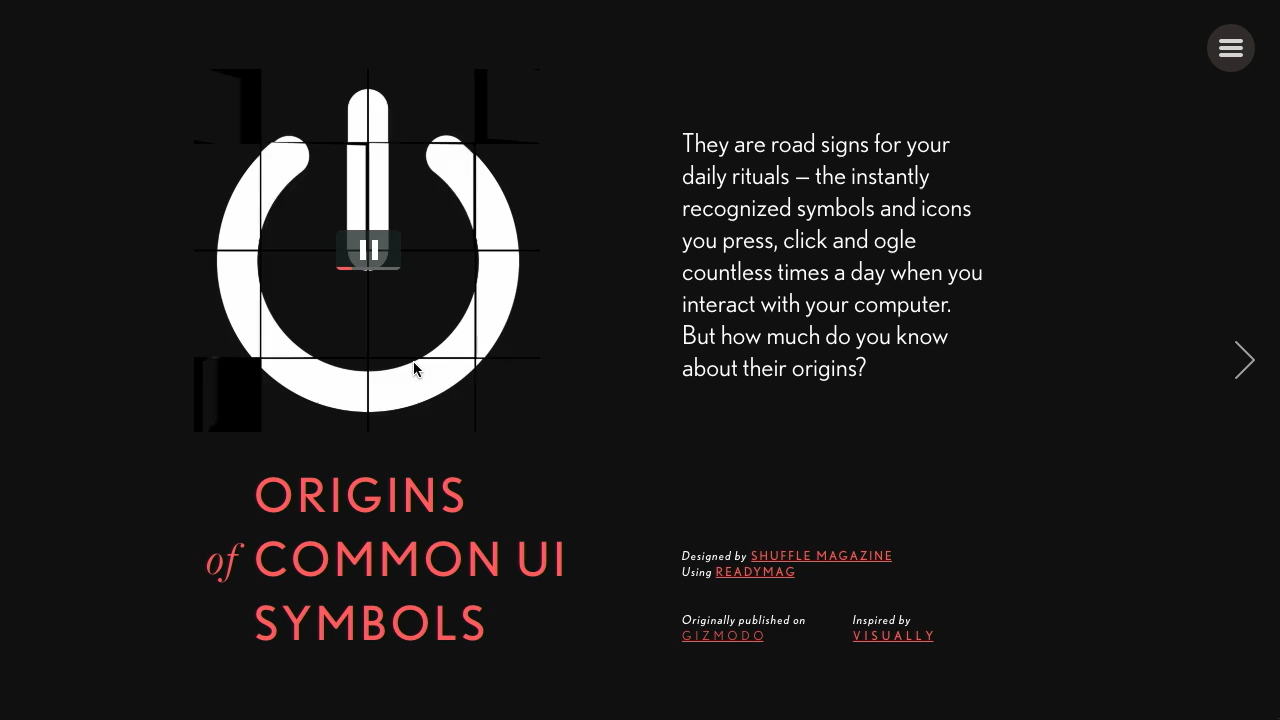 They are road signs for your
daily rituals — the instantly
recognized symbols and icons
you press, click and ogle
countless times a day when you
interact with your computer.
But how much do you know
about their origins?
ORIGINS
of COMMON UI
SYMBOLS
Designed by SHUFFLE MAGAZINE
Using READYMAG
Originally published on
GIZMODO
Inspired by
VISUALLY